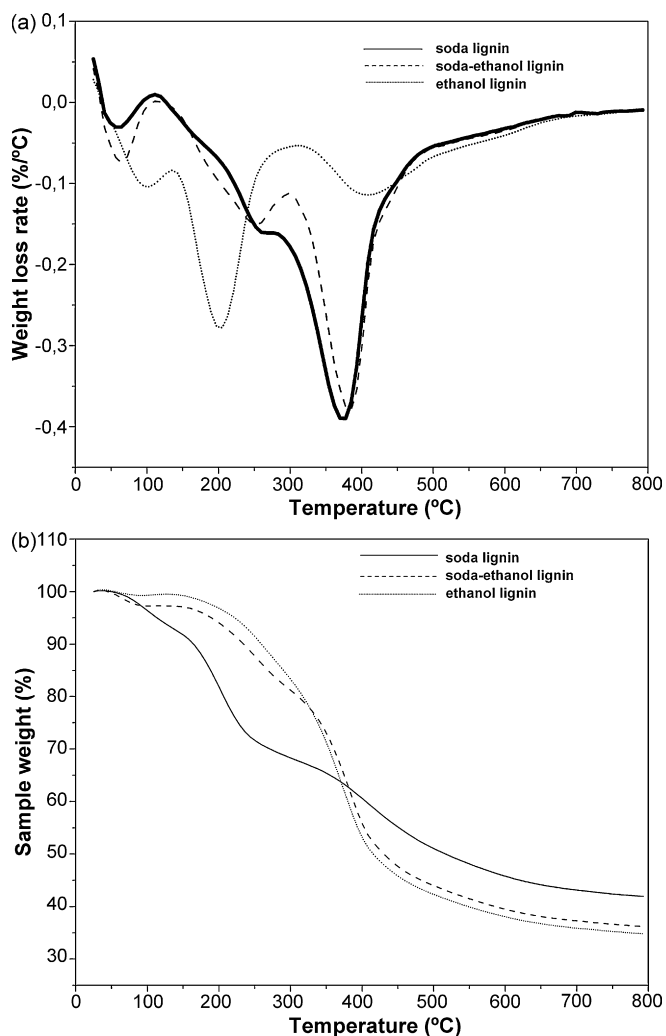 (a)
0,1
0,0
-0,1
-0,2
-0,3
-0,4
Weight loss rate (%/ºC)
soda lignin
soda-ethanol lignin
ethanol lignin
0 100 200 300 400 500 600 700 800
Temperature (ºC)
(b)
110
100
90
80
70
60
50
40
30
Sample weight (%)
soda lignin
soda-ethanol lignin
ethanol lignin
0 100 200 300 400 500 600 700 800
Temperature (ºC)